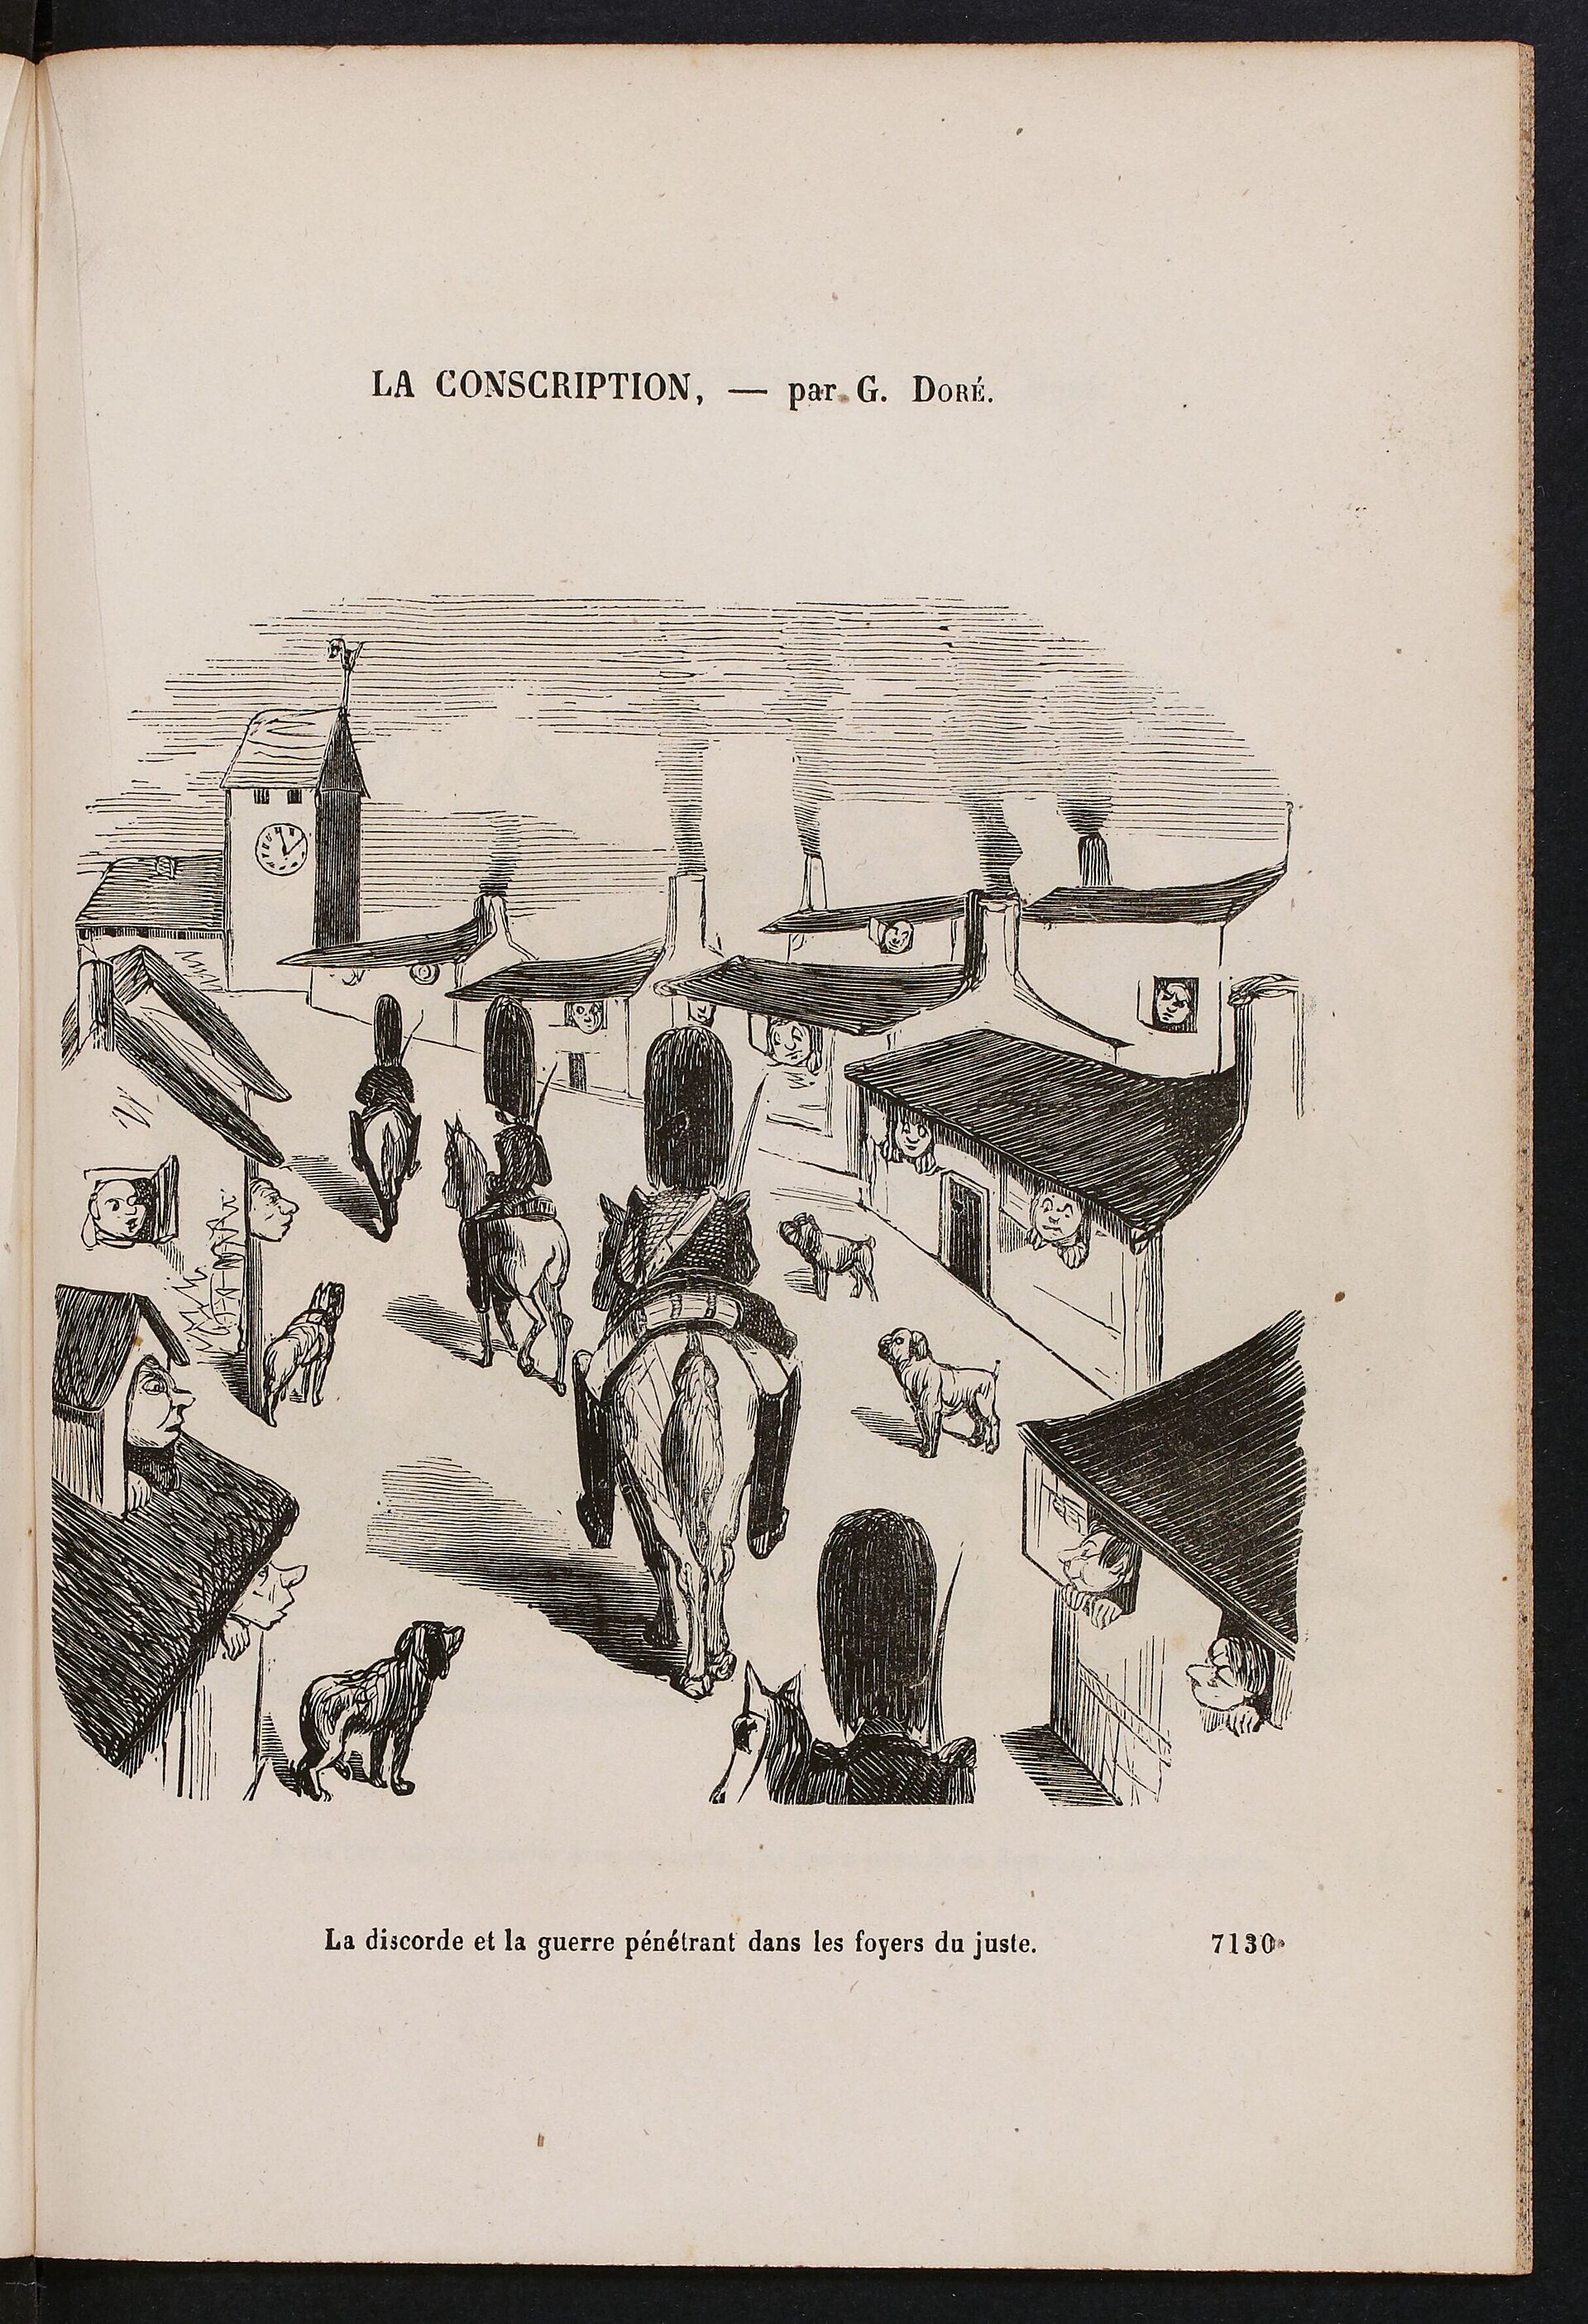 LA CONSCRIPTION, — par G. DORÉ.
La discorde et la guerre pénétrant dans les foyers du juste. 7130